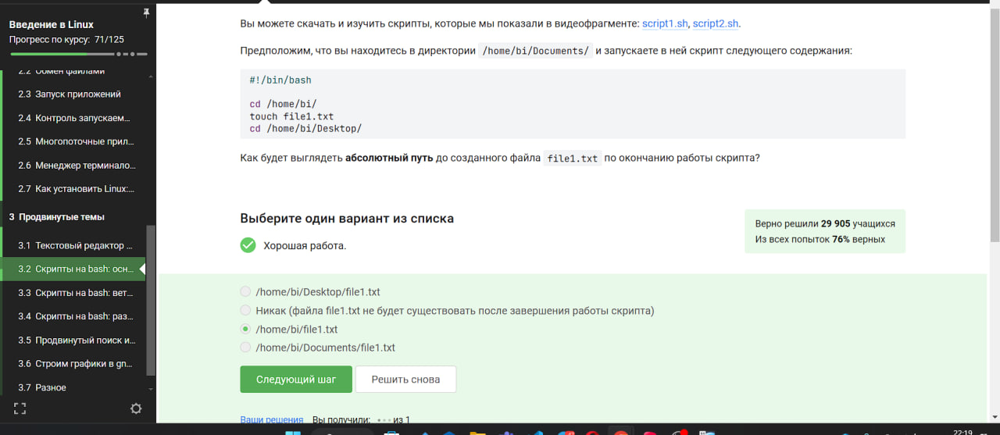 Введение в Linux
Прогресс по курсу: 71/125
2.2 Обмен файлами
2.3 Запуск приложений
2.4 Контроль запускаем...
2.5 Многопоточные прил...
2.6 Менеджер терминало...
2.7 Как установить Linux:...
3 Продвинутые темы
3.1 Текстовый редактор ...
3.2 Скрипты на bash: осн...
3.3 Скрипты на bash: вет...
3.4 Скрипты на bash: раз...
3.5 Продвинутый поиск и...
3.6 Строим графики в gn...
3.7 Разное
Вы можете скачать и изучить скрипты, которые мы показали в видеофрагменте: script1.sh, script2.sh.
Предположим, что вы находитесь в директории /home/bi/Documents/ и запускаете в ней скрипт следующего содержания:
#!/bin/bash
cd /home/bi/
touch file1.txt
cd /home/bi/Desktop/
Как будет выглядеть абсолютный путь до созданного файла file1.txt по окончанию работы скрипта?
Выберите один вариант из списка
Хорошая работа.
Верно решили 29 905 учащихся
Из всех попыток 76% верных
/home/bi/Desktop/file1.txt
Никак (файла file1.txt не будет существовать после завершения работы скрипта)
/home/bi/file1.txt
/home/bi/Documents/file1.txt
Следующий шаг
Решить снова
Ваши решения Вы получили: из 1
22:19